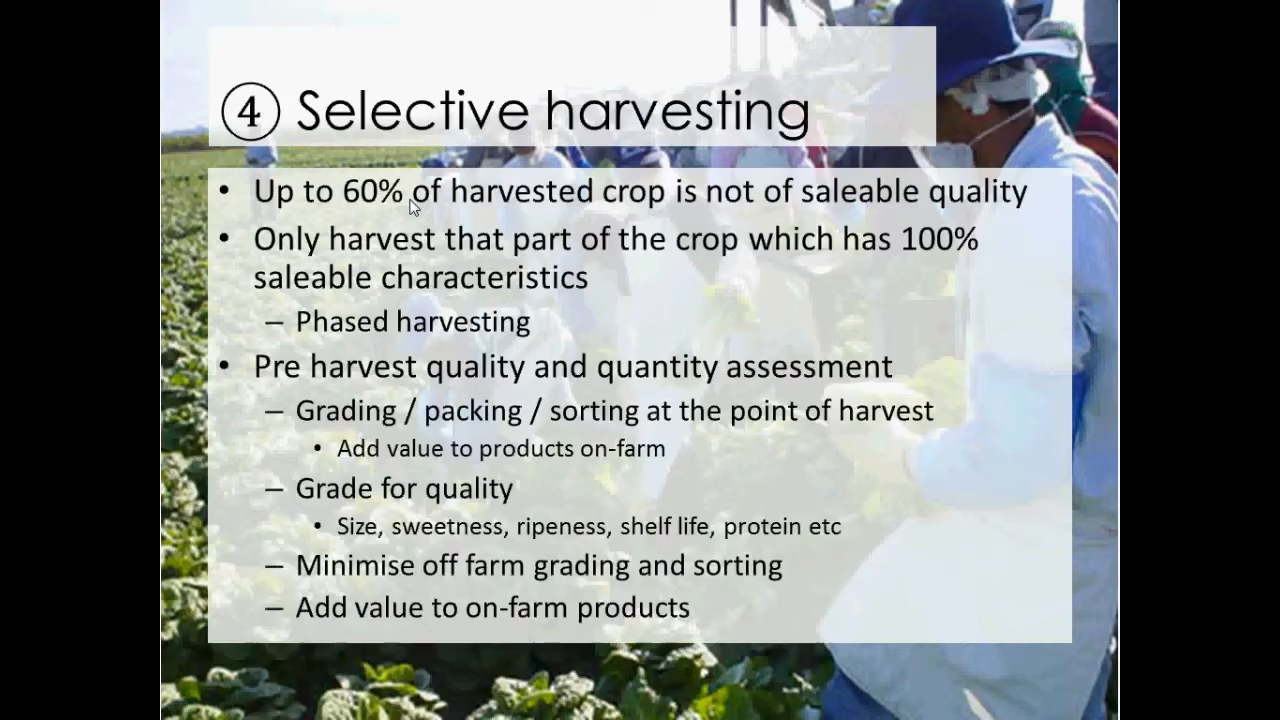 ④ Selective harvesting
• Up to 60% of harvested crop is not of saleable quality
• Only harvest that part of the crop which has 100%
saleable characteristics
– Phased harvesting
• Pre harvest quality and quantity assessment
– Grading / packing / sorting at the point of harvest
• Add value to products on-farm
– Grade for quality
• Size, sweetness, ripeness, shelf life, protein etc
– Minimise off farm grading and sorting
– Add value to on-farm products